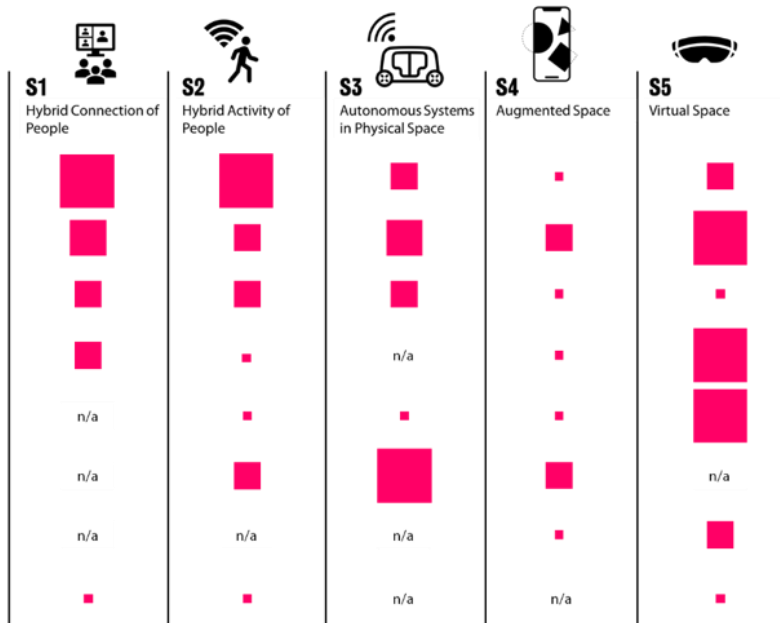 S1
Hybrid Connection of
People
S2
Hybrid Activity of
People
S3
Autonomous Systems
in Physical Space
S4
Augmented Space
S5
Virtual Space
n/a
n/a
n/a
n/a
n/a
n/a
n/a
n/a
n/a
n/a